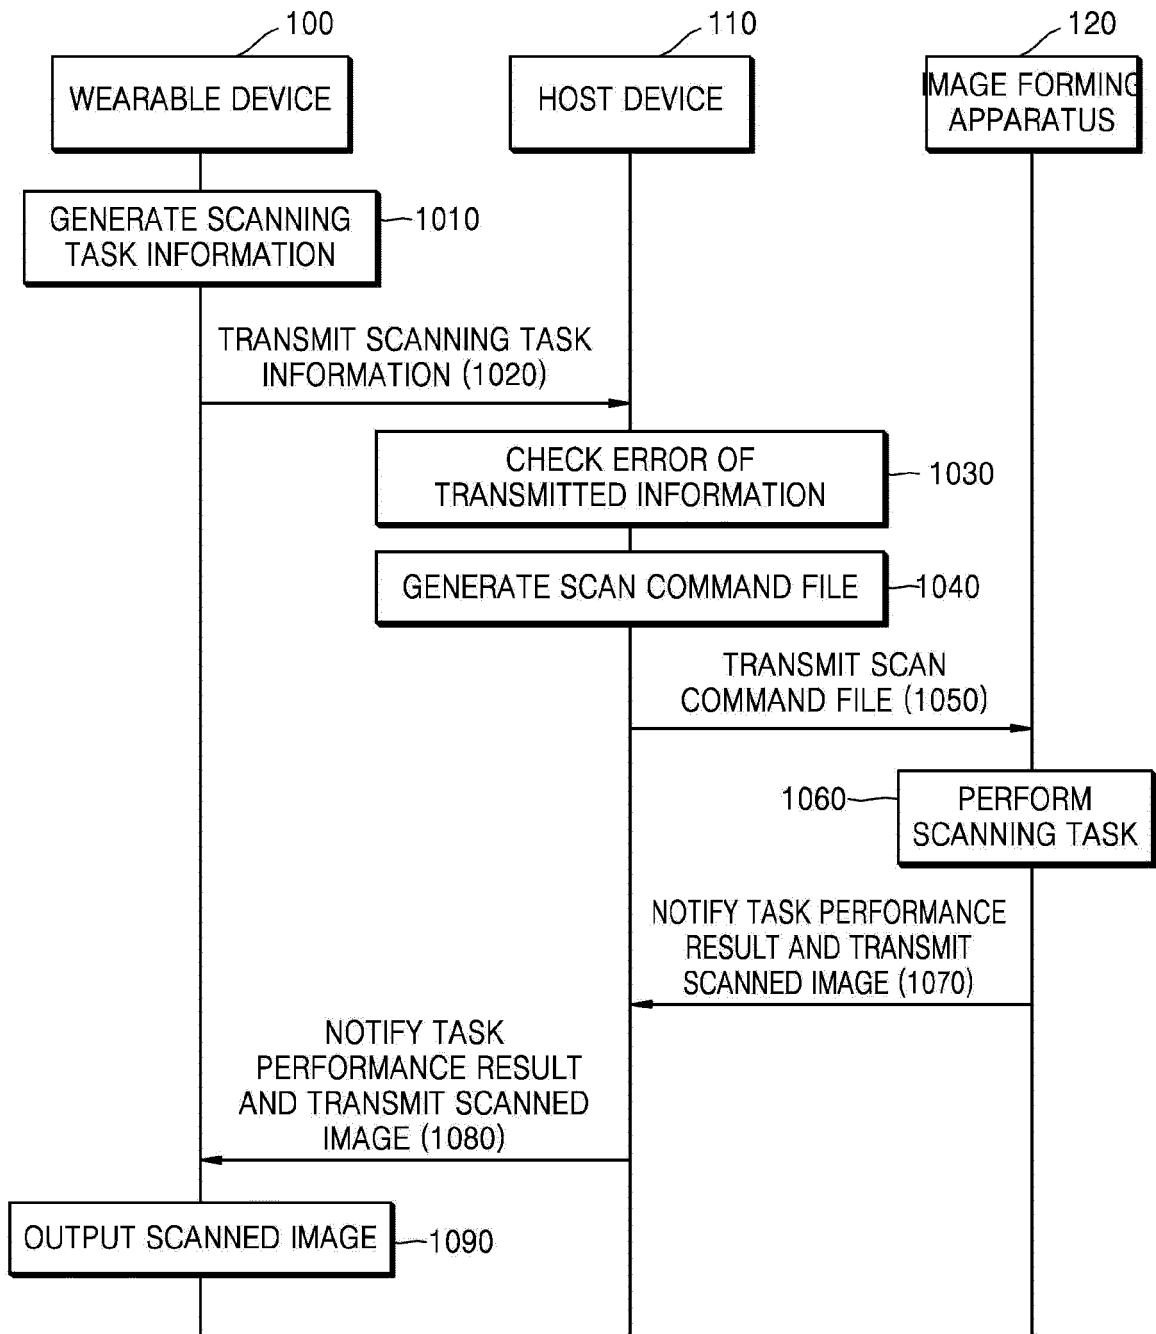 100
110
120
WEARABLE DEVICE
HOST DEVICE
IMAGE FORMING
APPARATUS
GENERATE SCANNING
TASK INFORMATION
1010
TRANSMIT SCANNING TASK
INFORMATION (1020)
CHECK ERROR OF
TRANSMITTED INFORMATION
1030
GENERATE SCAN COMMAND FILE
1040
TRANSMIT SCAN
COMMAND FILE (1050)
1060
PERFORM
SCANNING TASK
NOTIFY TASK PERFORMANCE
RESULT AND TRANSMIT
SCANNED IMAGE (1070)
NOTIFY TASK
PERFORMANCE RESULT
AND TRANSMIT SCANNED
IMAGE (1080)
OUTPUT SCANNED IMAGE
1090